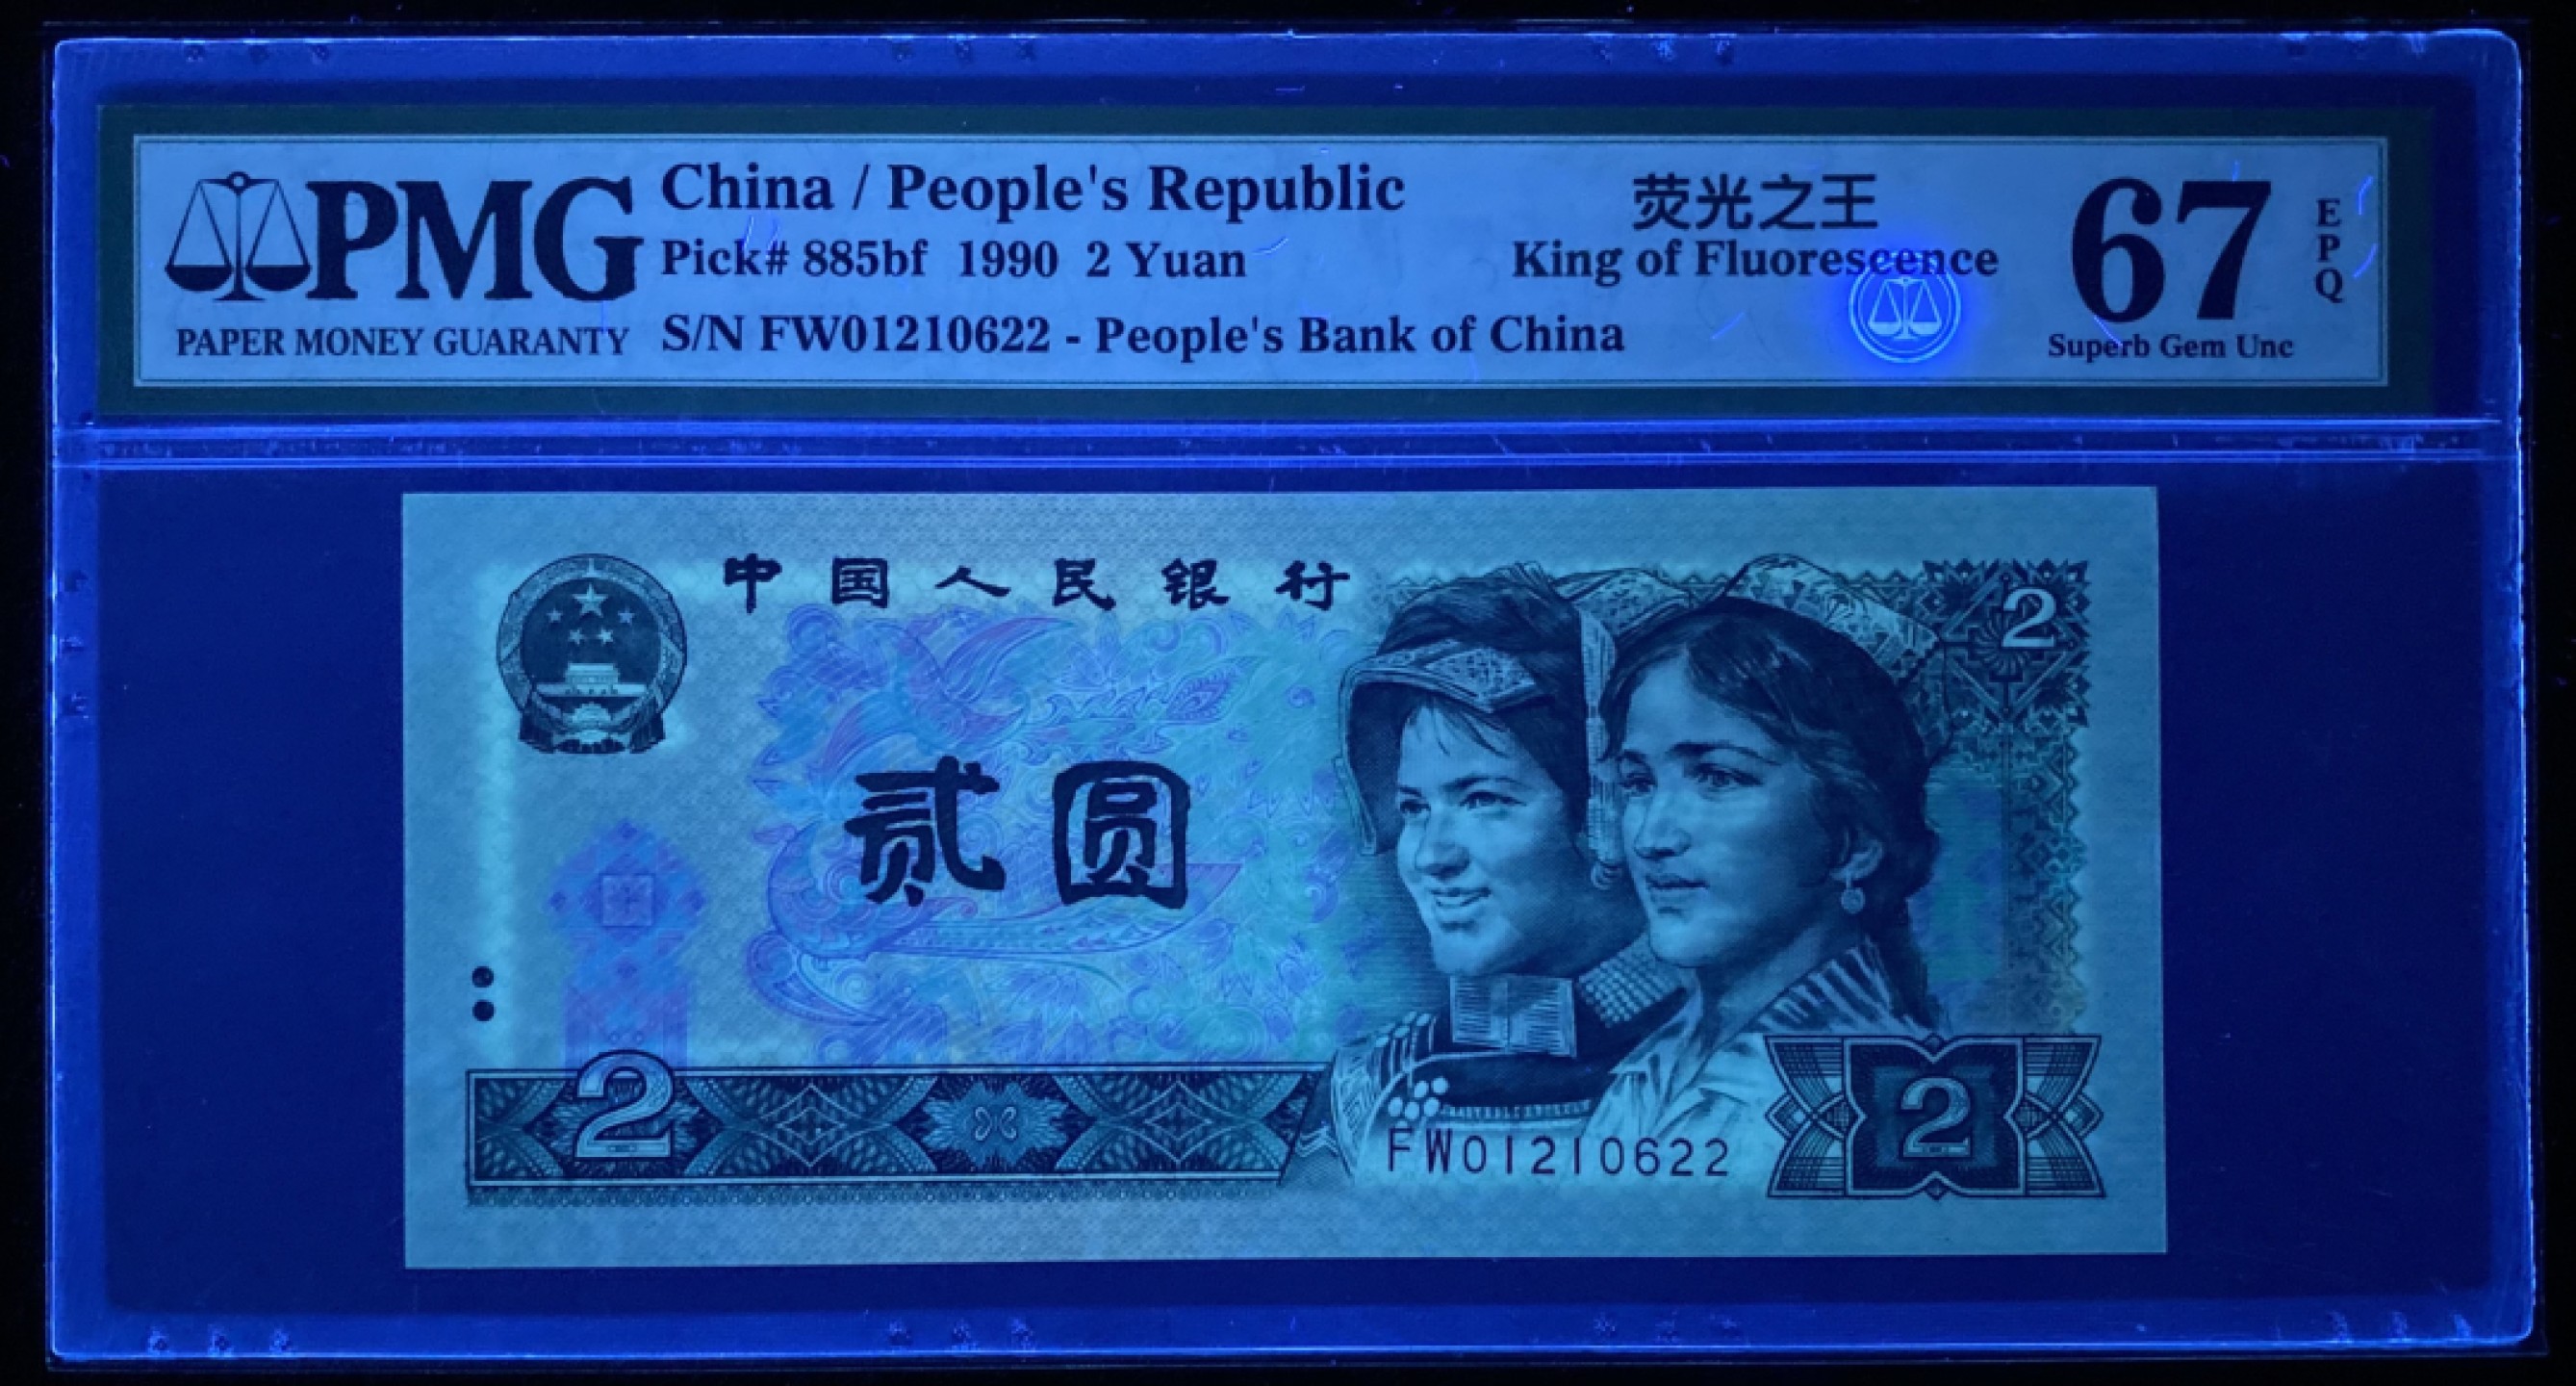 PMG
PAPER MONEY GUARANTY
China / People's Republic
Pick# 885bf 1990 2 Yuan
S/N FW01210622 - People's Bank of China
荧光之王
King of Fluorescence
67
EPQ
Superb Gem Unc
中国人民银行
2
贰圆
2
FW01210622
2